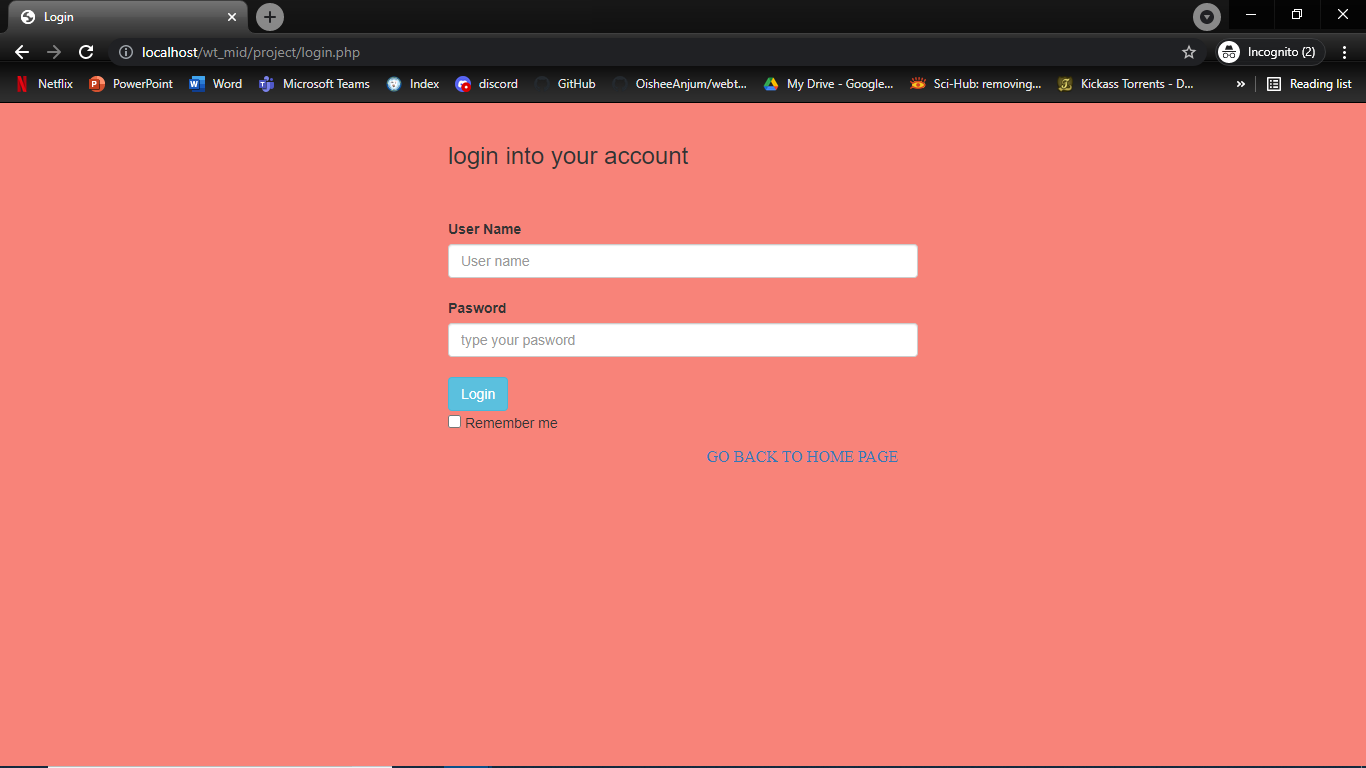 Login
localhost/wt_mid/project/login.php
Incognito (2)
Netflix PowerPoint Word Microsoft Teams Index discord GitHub OisheeAnjum/webt... My Drive - Google... Sci-Hub: removing... Kickass Torrents - D... » Reading list
login into your account
User Name
User name
Pasword
type your pasword
Login
Remember me
GO BACK TO HOME PAGE